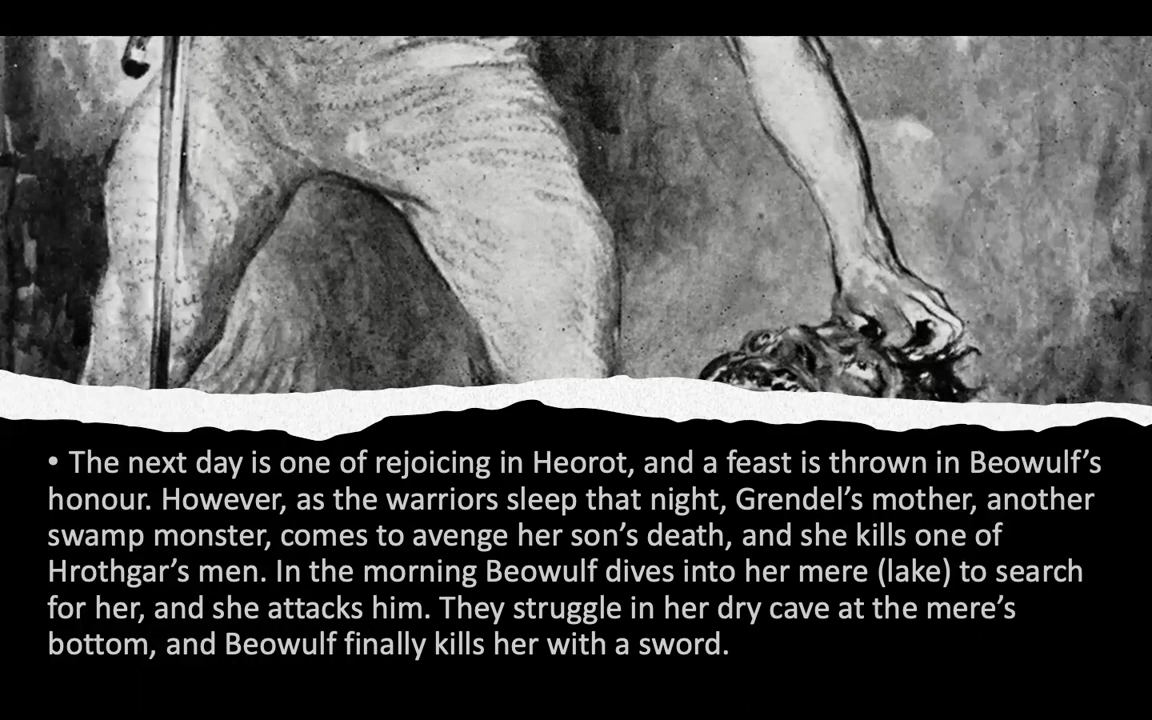 • The next day is one of rejoicing in Heorot, and a feast is thrown in Beowulf’s
honour. However, as the warriors sleep that night, Grendel’s mother, another
swamp monster, comes to avenge her son’s death, and she kills one of
Hrothgar’s men. In the morning Beowulf dives into her mere (lake) to search
for her, and she attacks him. They struggle in her dry cave at the mere’s
bottom, and Beowulf finally kills her with a sword.